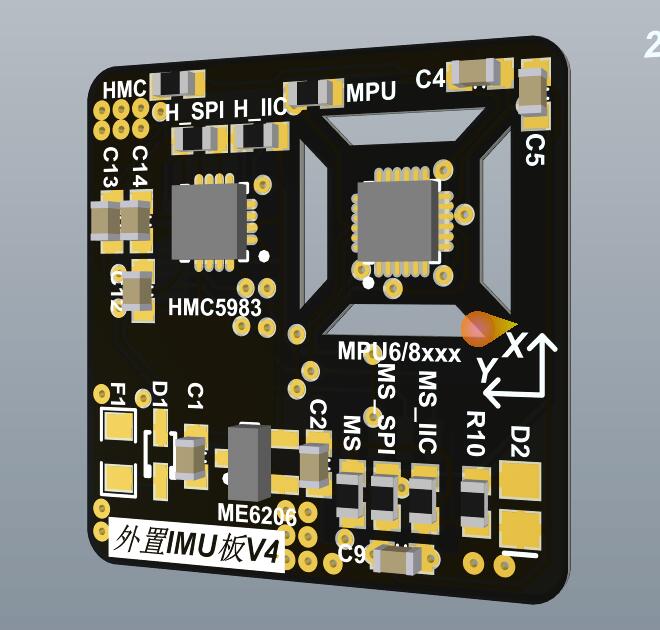 2
HMC
H_SPI
H_IIC
MPU
C4
C5
C13
C14
C12
HMC5983
MPU6/8xxx
X
Y
F1
D1
C1
C2
MS
MS_SPI
MS_IIC
R10
D2
ME6206
外置IMU板V4
C9